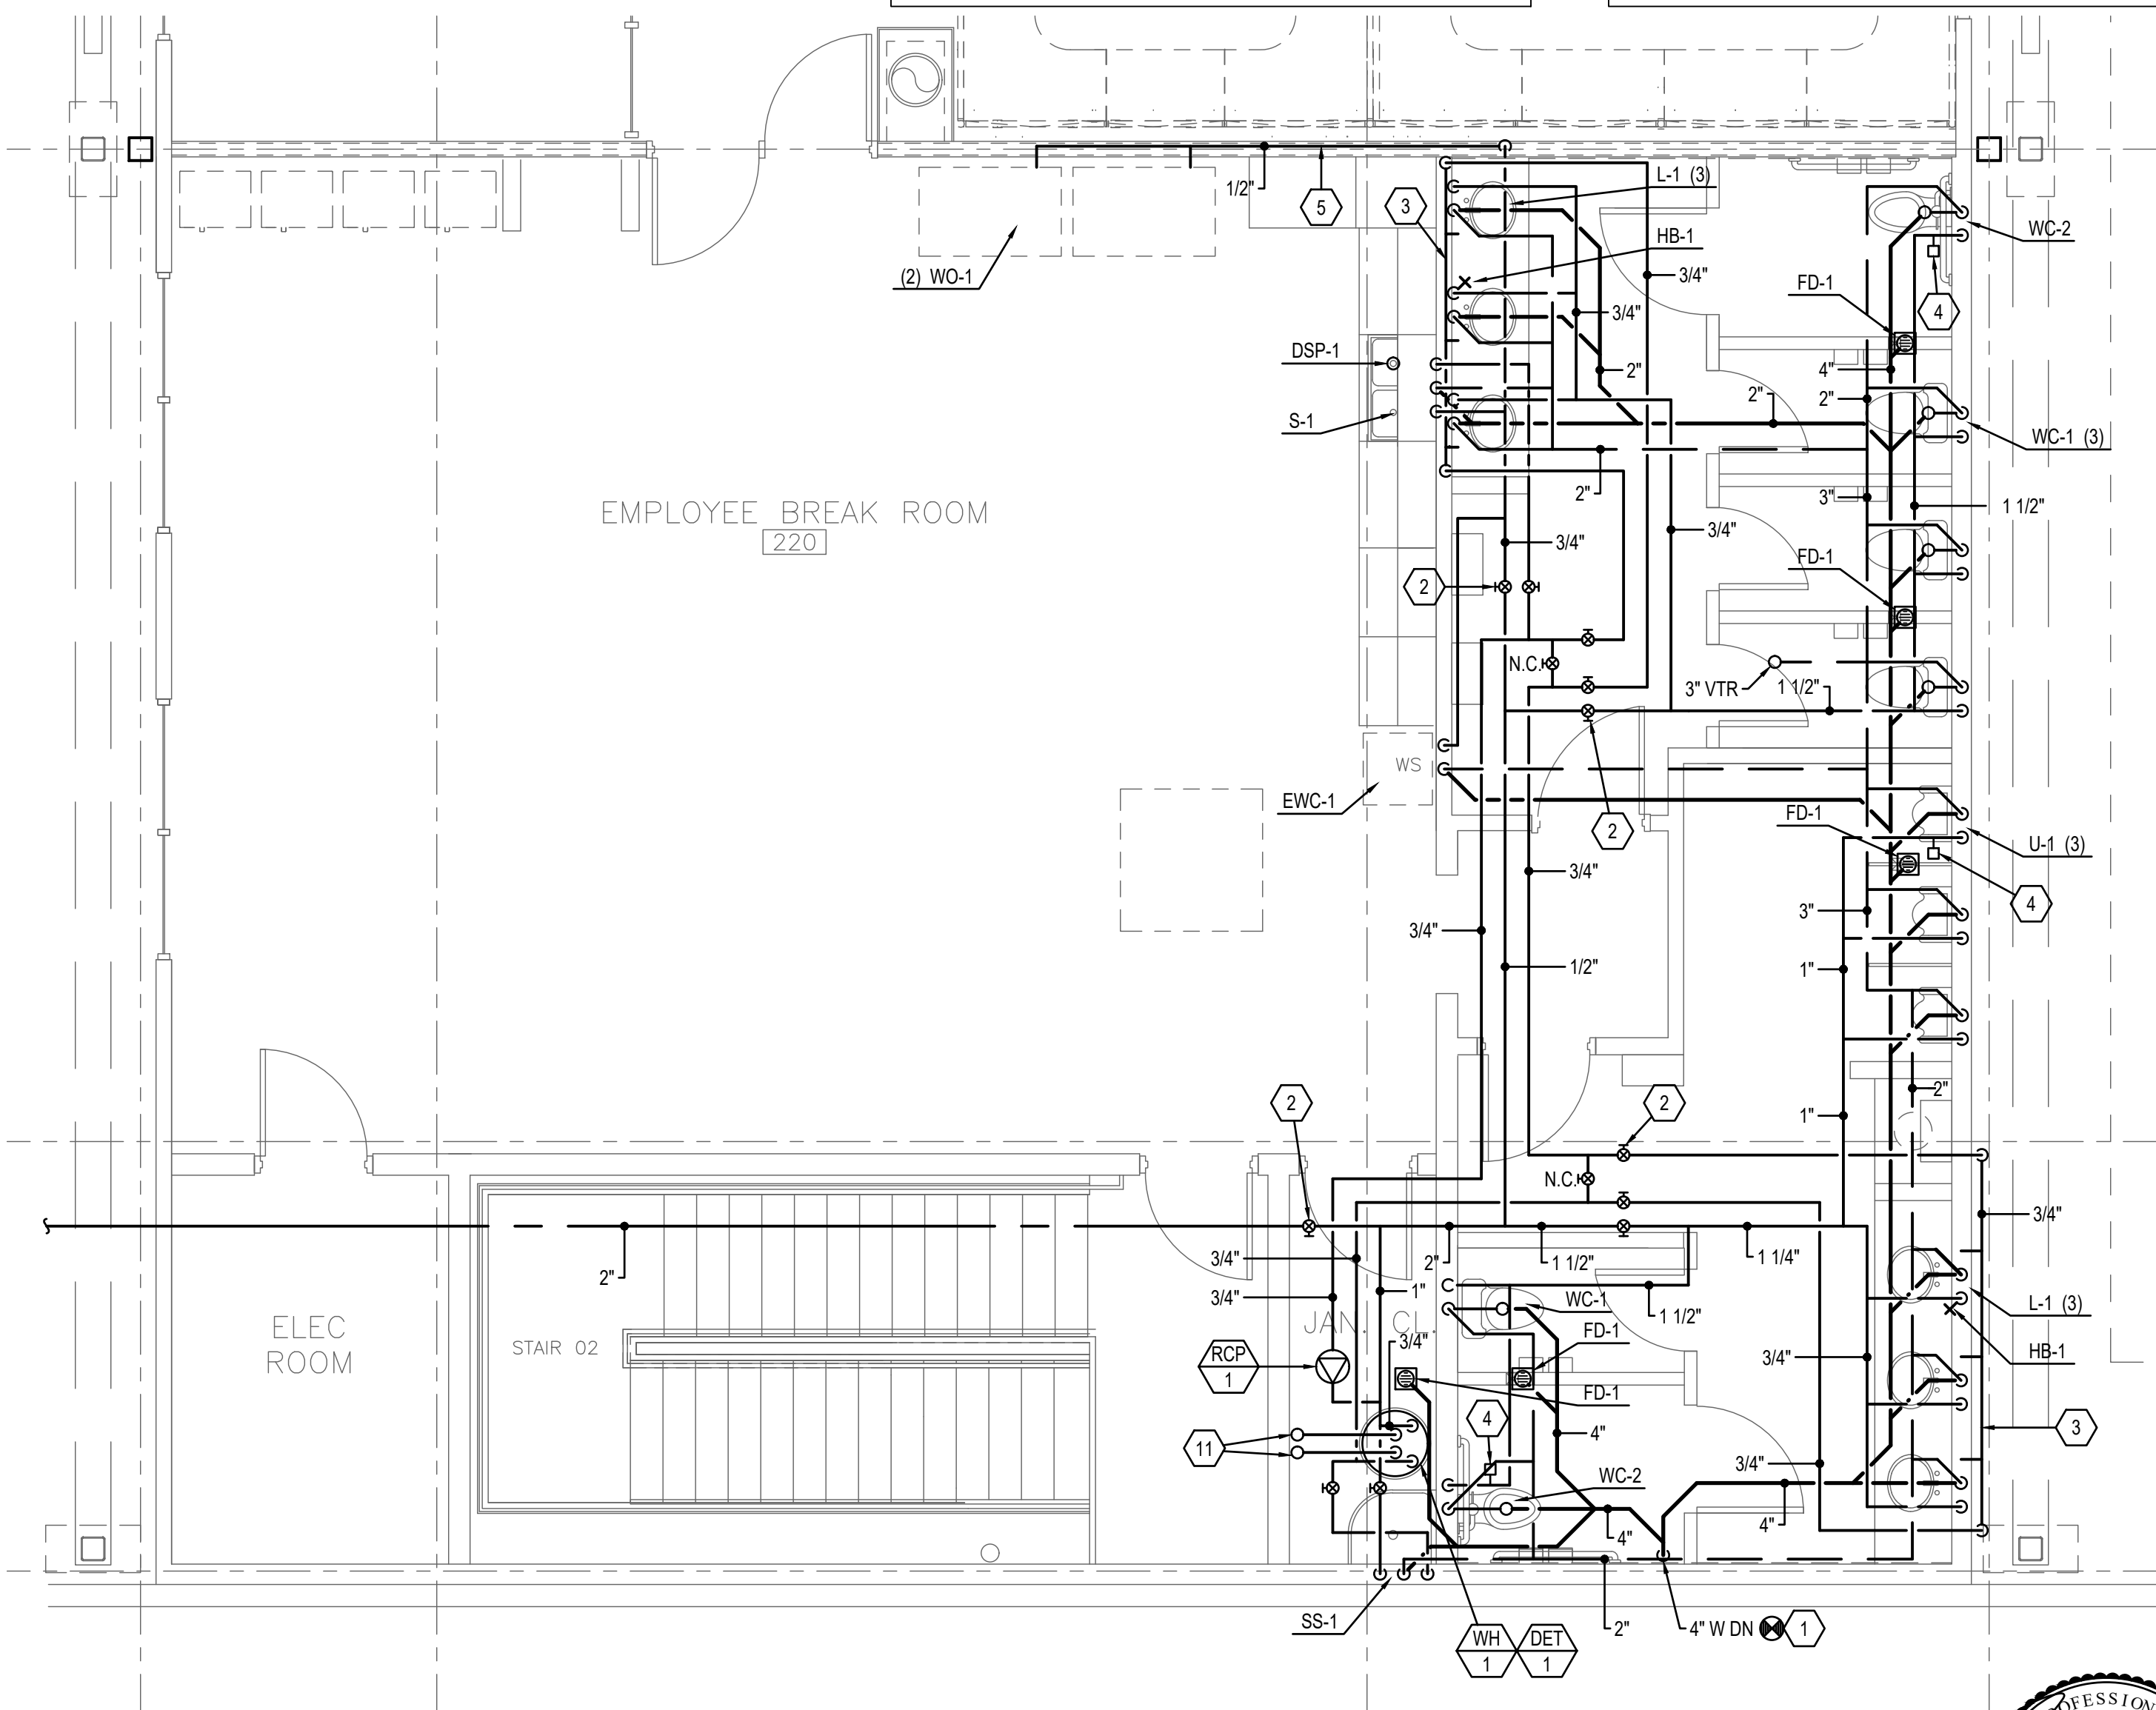 1/2"
5
3
L-1 (3)
HB-1
3/4"
3/4"
(2) WO-1
WC-2
FD-1
4
DSP-1
4"
2"
2"
2"
S-1
WC-1 (3)
2"
3"
1 1/2"
EMPLOYEE BREAK ROOM
220
3/4"
3/4"
FD-1
2
N.C.
3" VTR
1 1/2"
WS
EWC-1
2
FD-1
U-1 (3)
3/4"
4
3/4"
3"
1/2"
1"
2"
2
2
1"
N.C.
3/4"
3/4"
2"
2"
1 1/2"
1 1/4"
3/4"
1"
WC-1
1 1/2"
L-1 (3)
ELEC
ROOM
STAIR 02
JAN. CL.
3/4"
FD-1
HB-1
RCP
1
3/4"
FD-1
4
3
11
4"
3/4"
WC-2
4"
4"
SS-1
2"
4" W DN
1
WH
1
DET
1
OFESSION